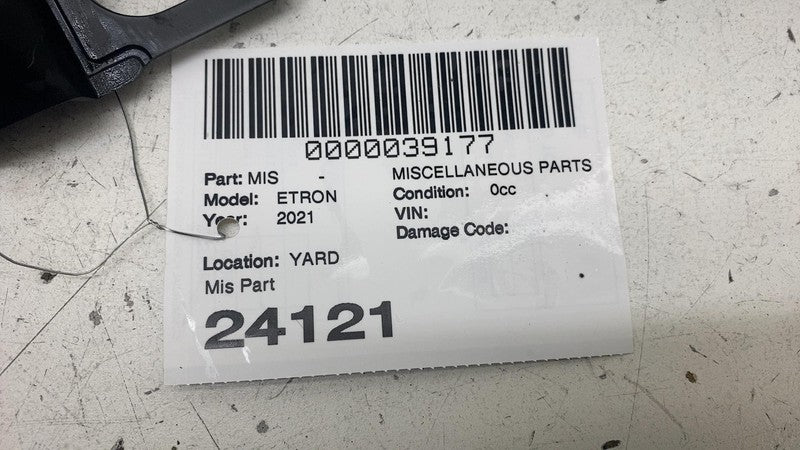 0000039177
Part: MIS - MISCELLANEOUS PARTS
Model: ETRON Condition: 0cc
Year: 2021 VIN:
Damage Code:
Location: YARD
Mis Part
24121